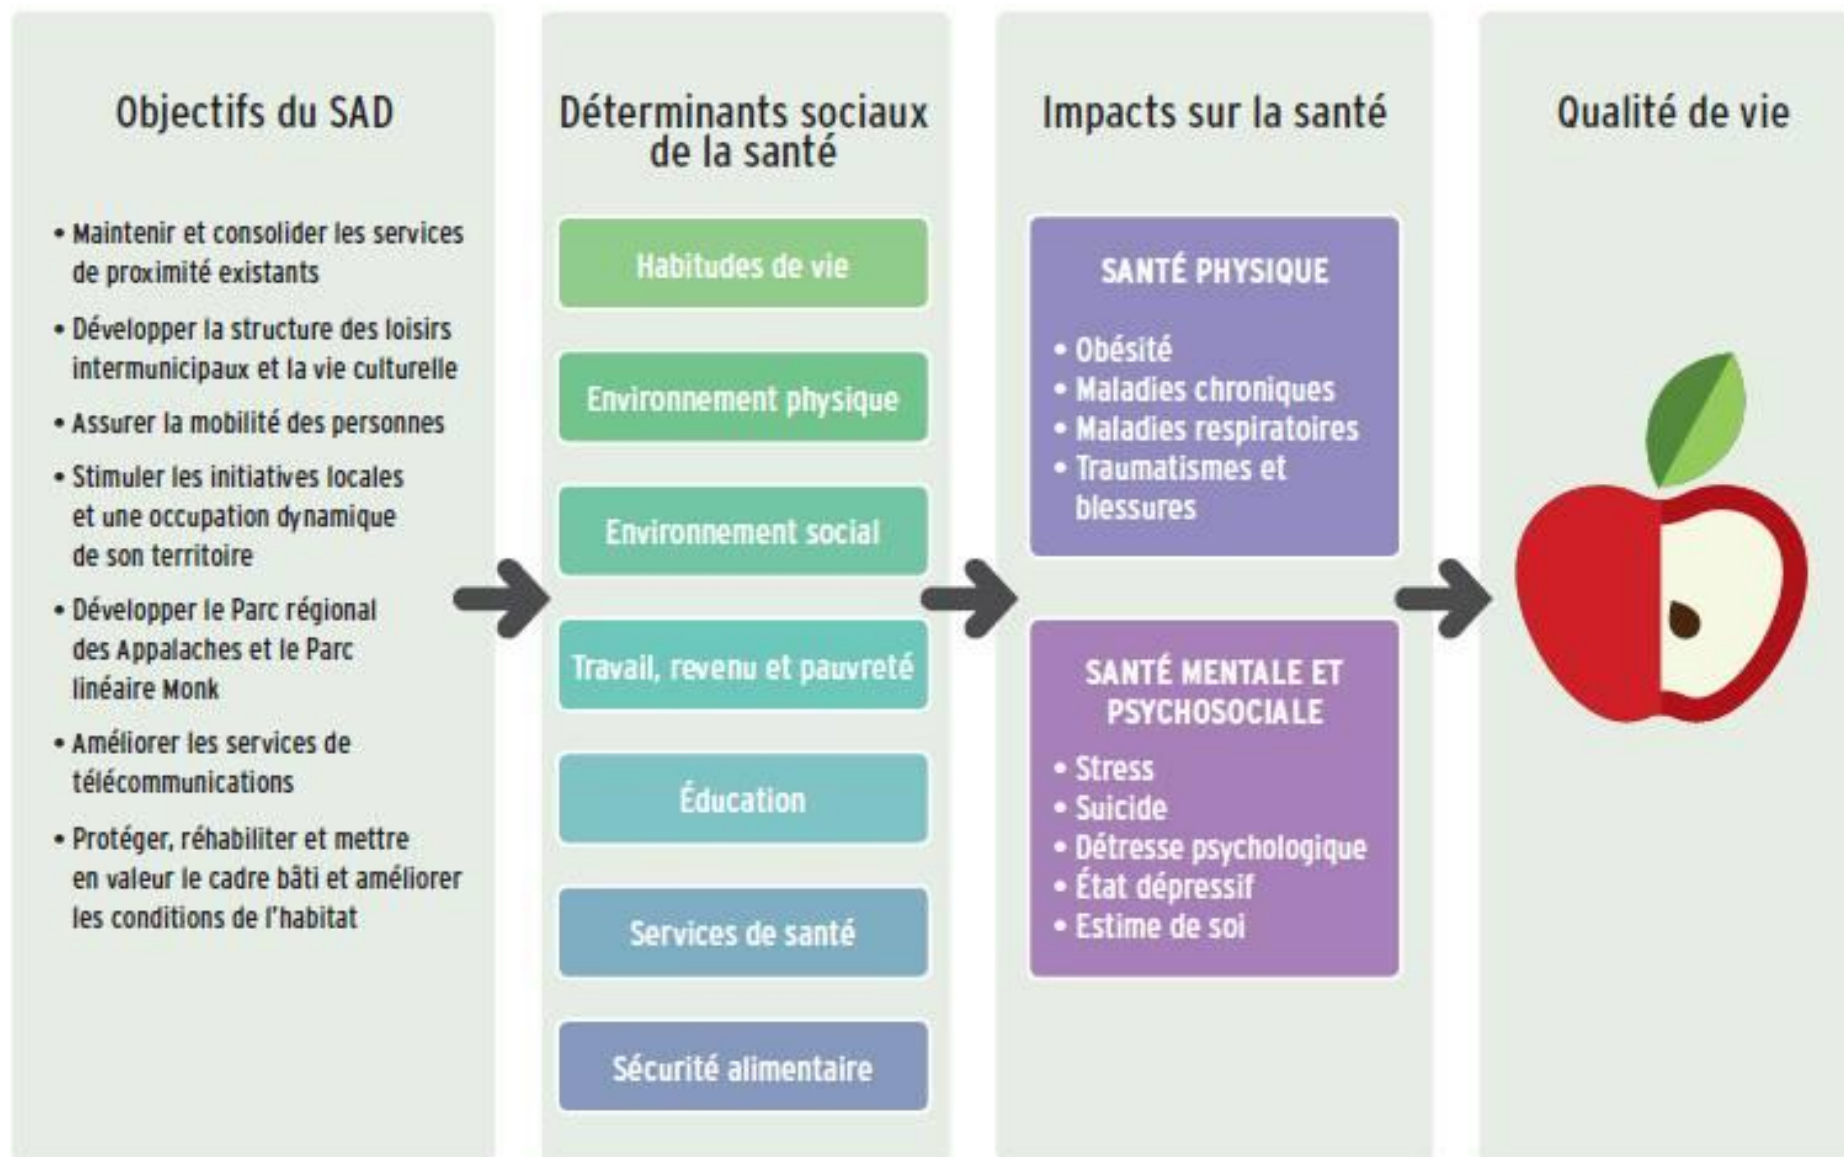 Objectifs du SAD
• Maintenir et consolider les services
de proximité existants
• Développer la structure des loisirs
intermunicipaux et la vie culturelle
• Assurer la mobilité des personnes
• Stimuler les initiatives locales
et une occupation dynamique
de son territoire
• Développer le Parc régional
des Appalaches et le Parc
linéaire Monk
• Améliorer les services de
télécommunications
• Protéger, réhabiliter et mettre
en valeur le cadre bâti et améliorer
les conditions de l'habitat
Déterminants sociaux
de la santé
Habitudes de vie
Environnement physique
Environnement social
Travail, revenu et pauvreté
Éducation
Services de santé
Sécurité alimentaire
Impacts sur la santé
SANTÉ PHYSIQUE
• Obésité
• Maladies chroniques
• Maladies respiratoires
• Traumatismes et
blessures
SANTÉ MENTALE ET
PSYCHOSOCIALE
• Stress
• Suicide
• Détresse psychologique
• État dépressif
• Estime de soi
Qualité de vie